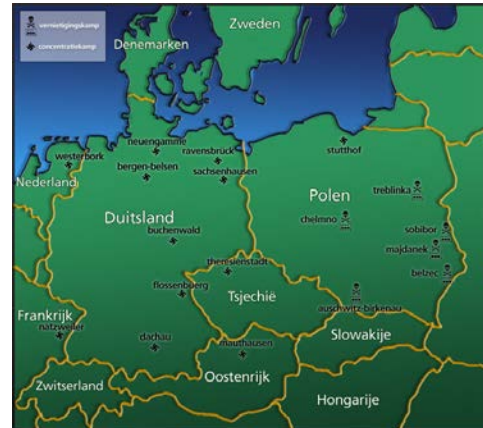 vernietigingskamp
concentratiekamp
Zweden
Denemarken
neuengamme
ravensbrück
stutthof
westerbork
bergen-belsen
sachsenhausen
Nederland
treblinka
Polen
Duitsland
chelmno
sobibor
buchenwald
majdanek
theresienstadt
belzec
flossenbuerg
Tsjechië
auschwitz-birkenau
Frankrijk
natzweiler
Slowakije
dachau
mauthausen
Oostenrijk
Zwitserland
Hongarije